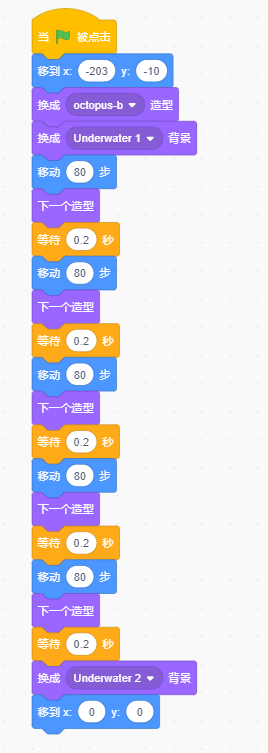 当 被点击
移到 x: -203 y: -10
换成 octopus-b 造型
换成 Underwater 1 背景
移动 80 步
下一个造型
等待 0.2 秒
移动 80 步
下一个造型
等待 0.2 秒
移动 80 步
下一个造型
等待 0.2 秒
移动 80 步
下一个造型
等待 0.2 秒
移动 80 步
下一个造型
等待 0.2 秒
换成 Underwater 2 背景
移到 x: 0 y: 0